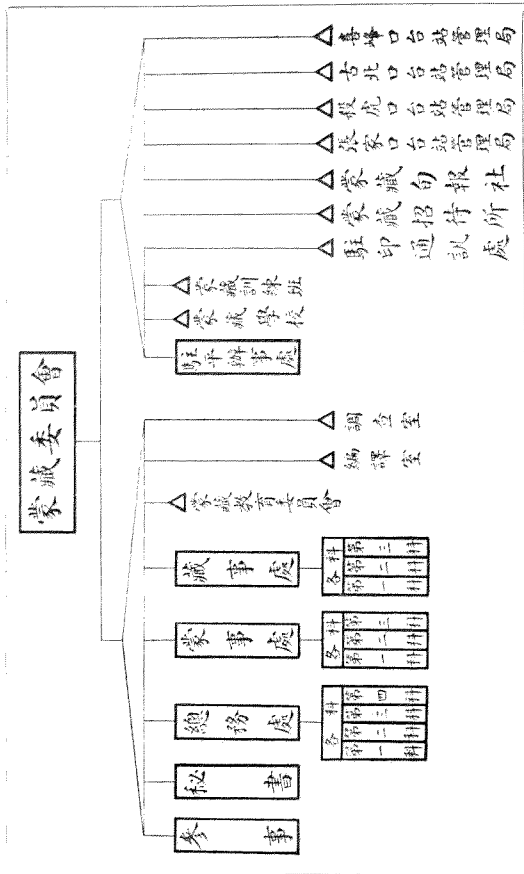 蒙藏委員會
喜峰口台站管理局
古北口台站管理局
殺虎口台站管理局
張家口台站管理局
蒙藏旬報社
蒙藏招待所
駐印通訊處
蒙藏訓練班
蒙藏學校
駐平辦事處
調查室
編譯室
蒙藏教育委員會
藏事處
各科
第三科
第二科
第一科
蒙事處
各科
第三科
第二科
第一科
總務處
各科
第四科
第三科
第二科
第一科
秘書
參事